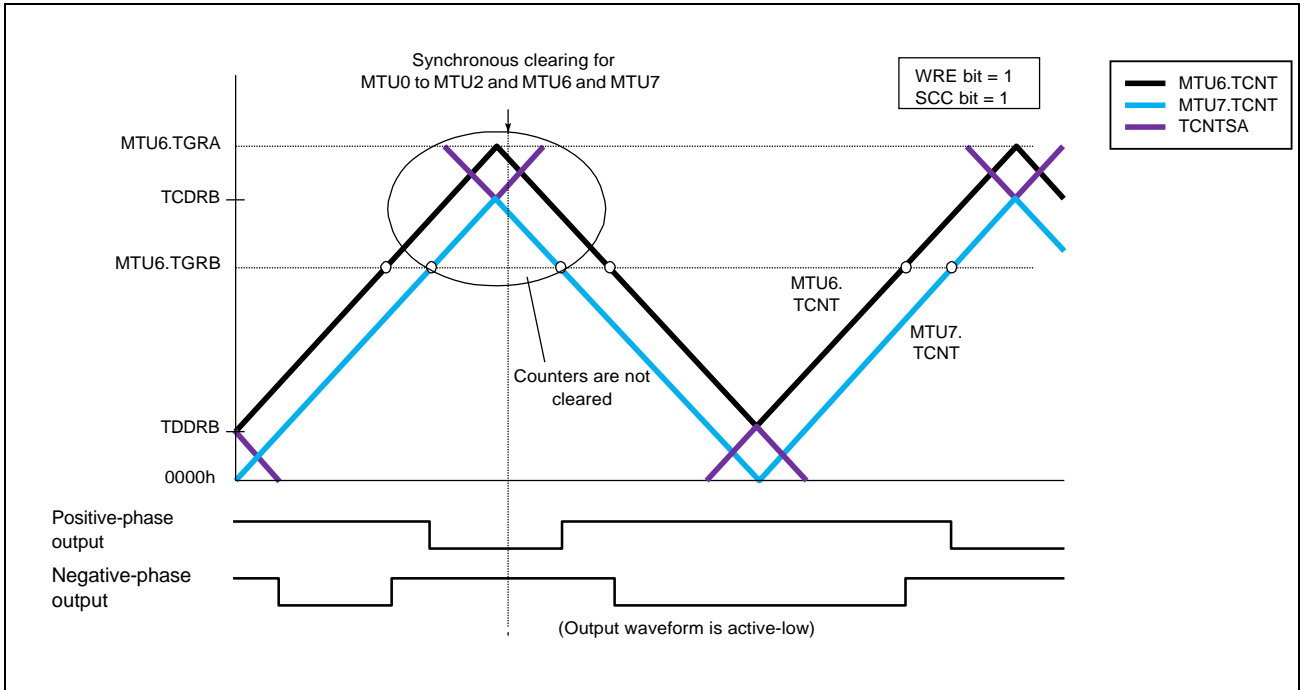 Synchronous clearing for
MTU0 to MTU2 and MTU6 and MTU7
WRE bit = 1
SCC bit = 1
MTU6.TCNT
MTU7.TCNT
TCNTSA
MTU6.TGRA
TCDRB
MTU6.TGRB
MTU6.
TCNT
MTU7.
TCNT
Counters are not
cleared
TDDRB
0000h
Positive-phase
output
Negative-phase
output
(Output waveform is active-low)